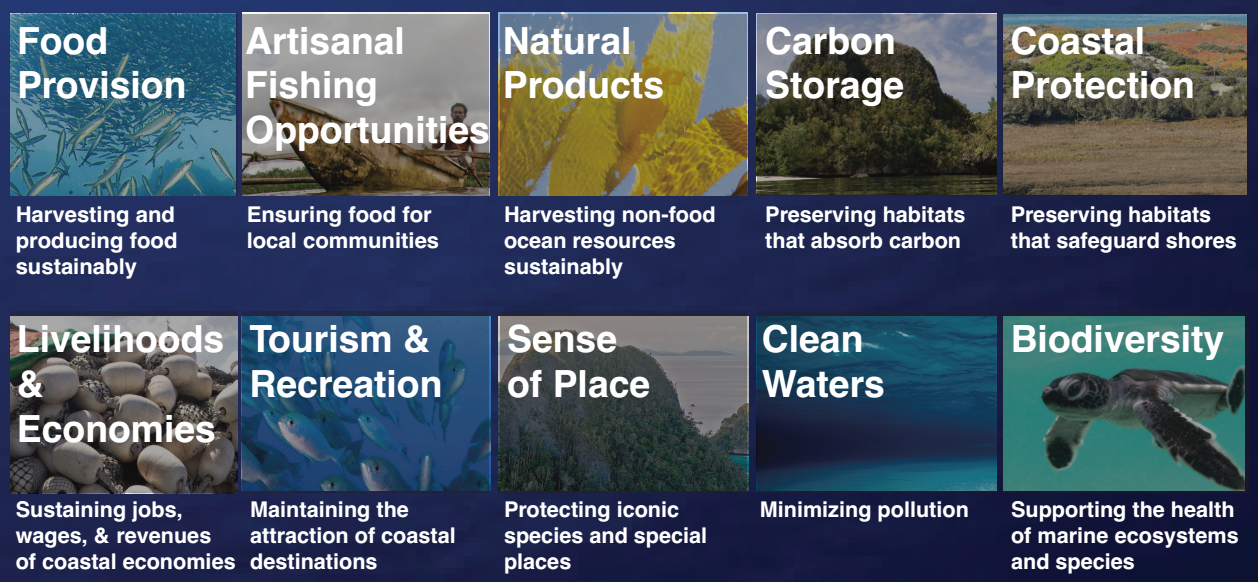 Food
Provision
Harvesting and
producing food
sustainably
Artisanal
Fishing
Opportunities
Ensuring food for
local communities
Natural
Products
Harvesting non-food
ocean resources
sustainably
Carbon
Storage
Preserving habitats
that absorb carbon
Coastal
Protection
Preserving habitats
that safeguard shores
Livelihoods
&
Economies
Sustaining jobs,
wages, & revenues
of coastal economies
Tourism &
Recreation
Maintaining the
attraction of coastal
destinations
Sense
of Place
Protecting iconic
species and special
places
Clean
Waters
Minimizing pollution
Biodiversity
Supporting the health
of marine ecosystems
and species